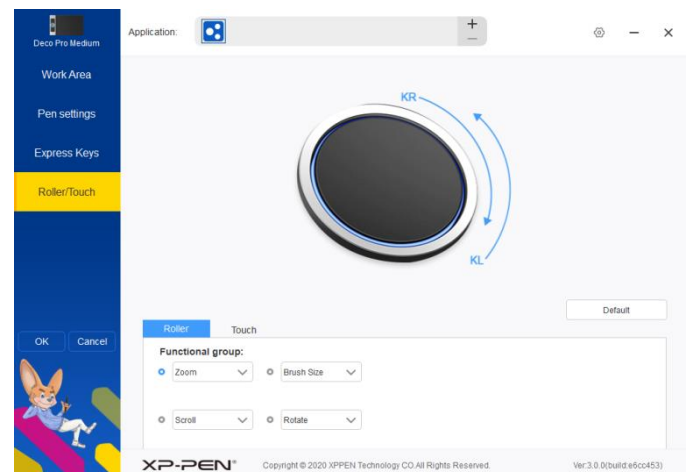 Deco Pro Medium
Application:
+
—
Work Area
Pen settings
Express Keys
Roller/Touch
KR
KL
Default
Roller Touch
OK Cancel
Functional group:
Zoom Brush Size
Scroll Rotate
XP-PEN®
Copyright © 2020 XPPEN Technology CO.All Rights Reserved.
Ver:3.0.0(build:e6cc453)